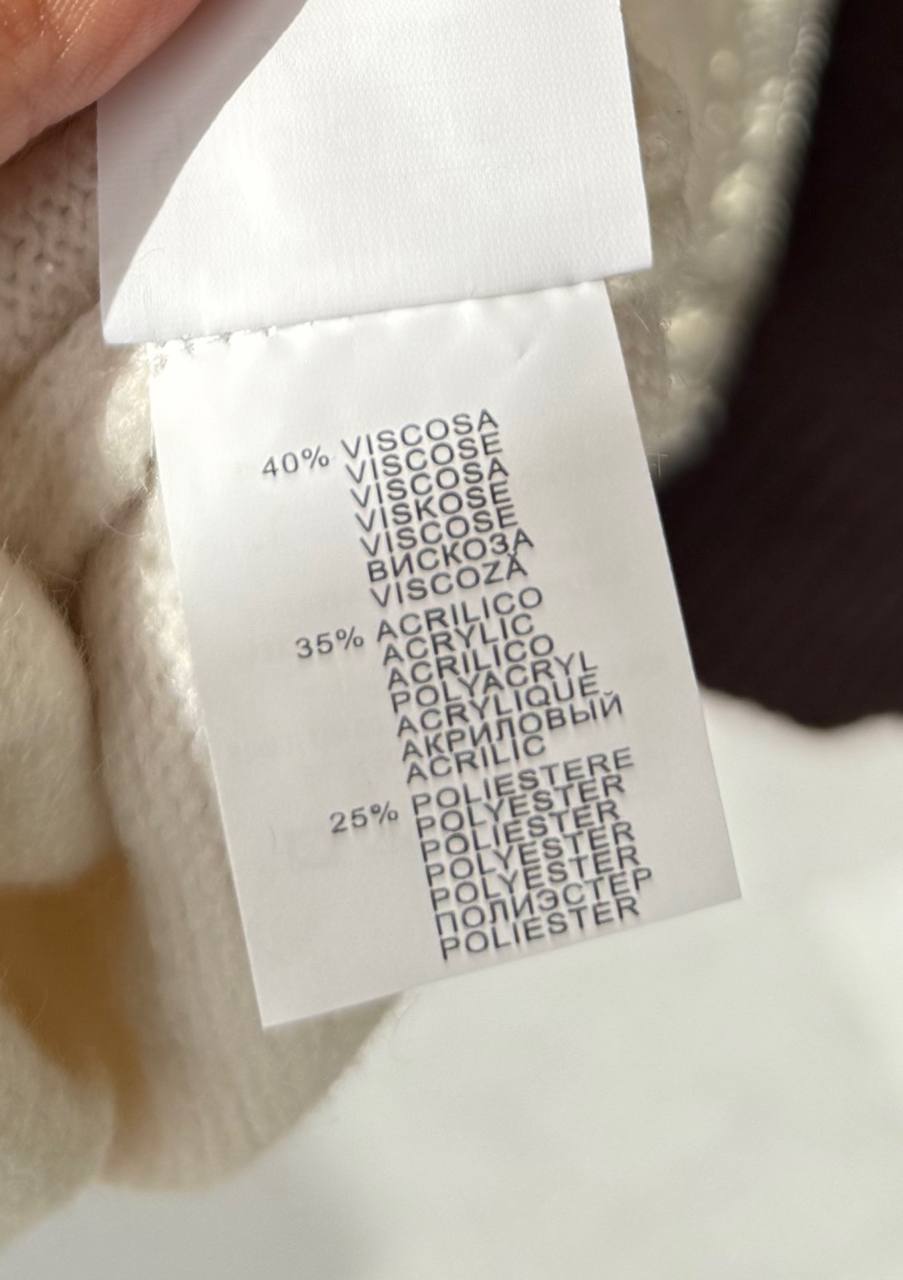 40% VISCOSA
VISCOSE
VISCOSA
VISKOSE
VISCOSE
ВИСКОЗА
VISCOZĂ
35% ACRILICO
ACRYLIC
ACRILICO
POLYACRYL
ACRYLIQUE
АКРИЛОВЫЙ
ACRILIC
25% POLIESTERE
POLYESTER
POLIESTER
POLYESTER
POLYESTER
ПОЛИЭСТЕР
POLIESTER